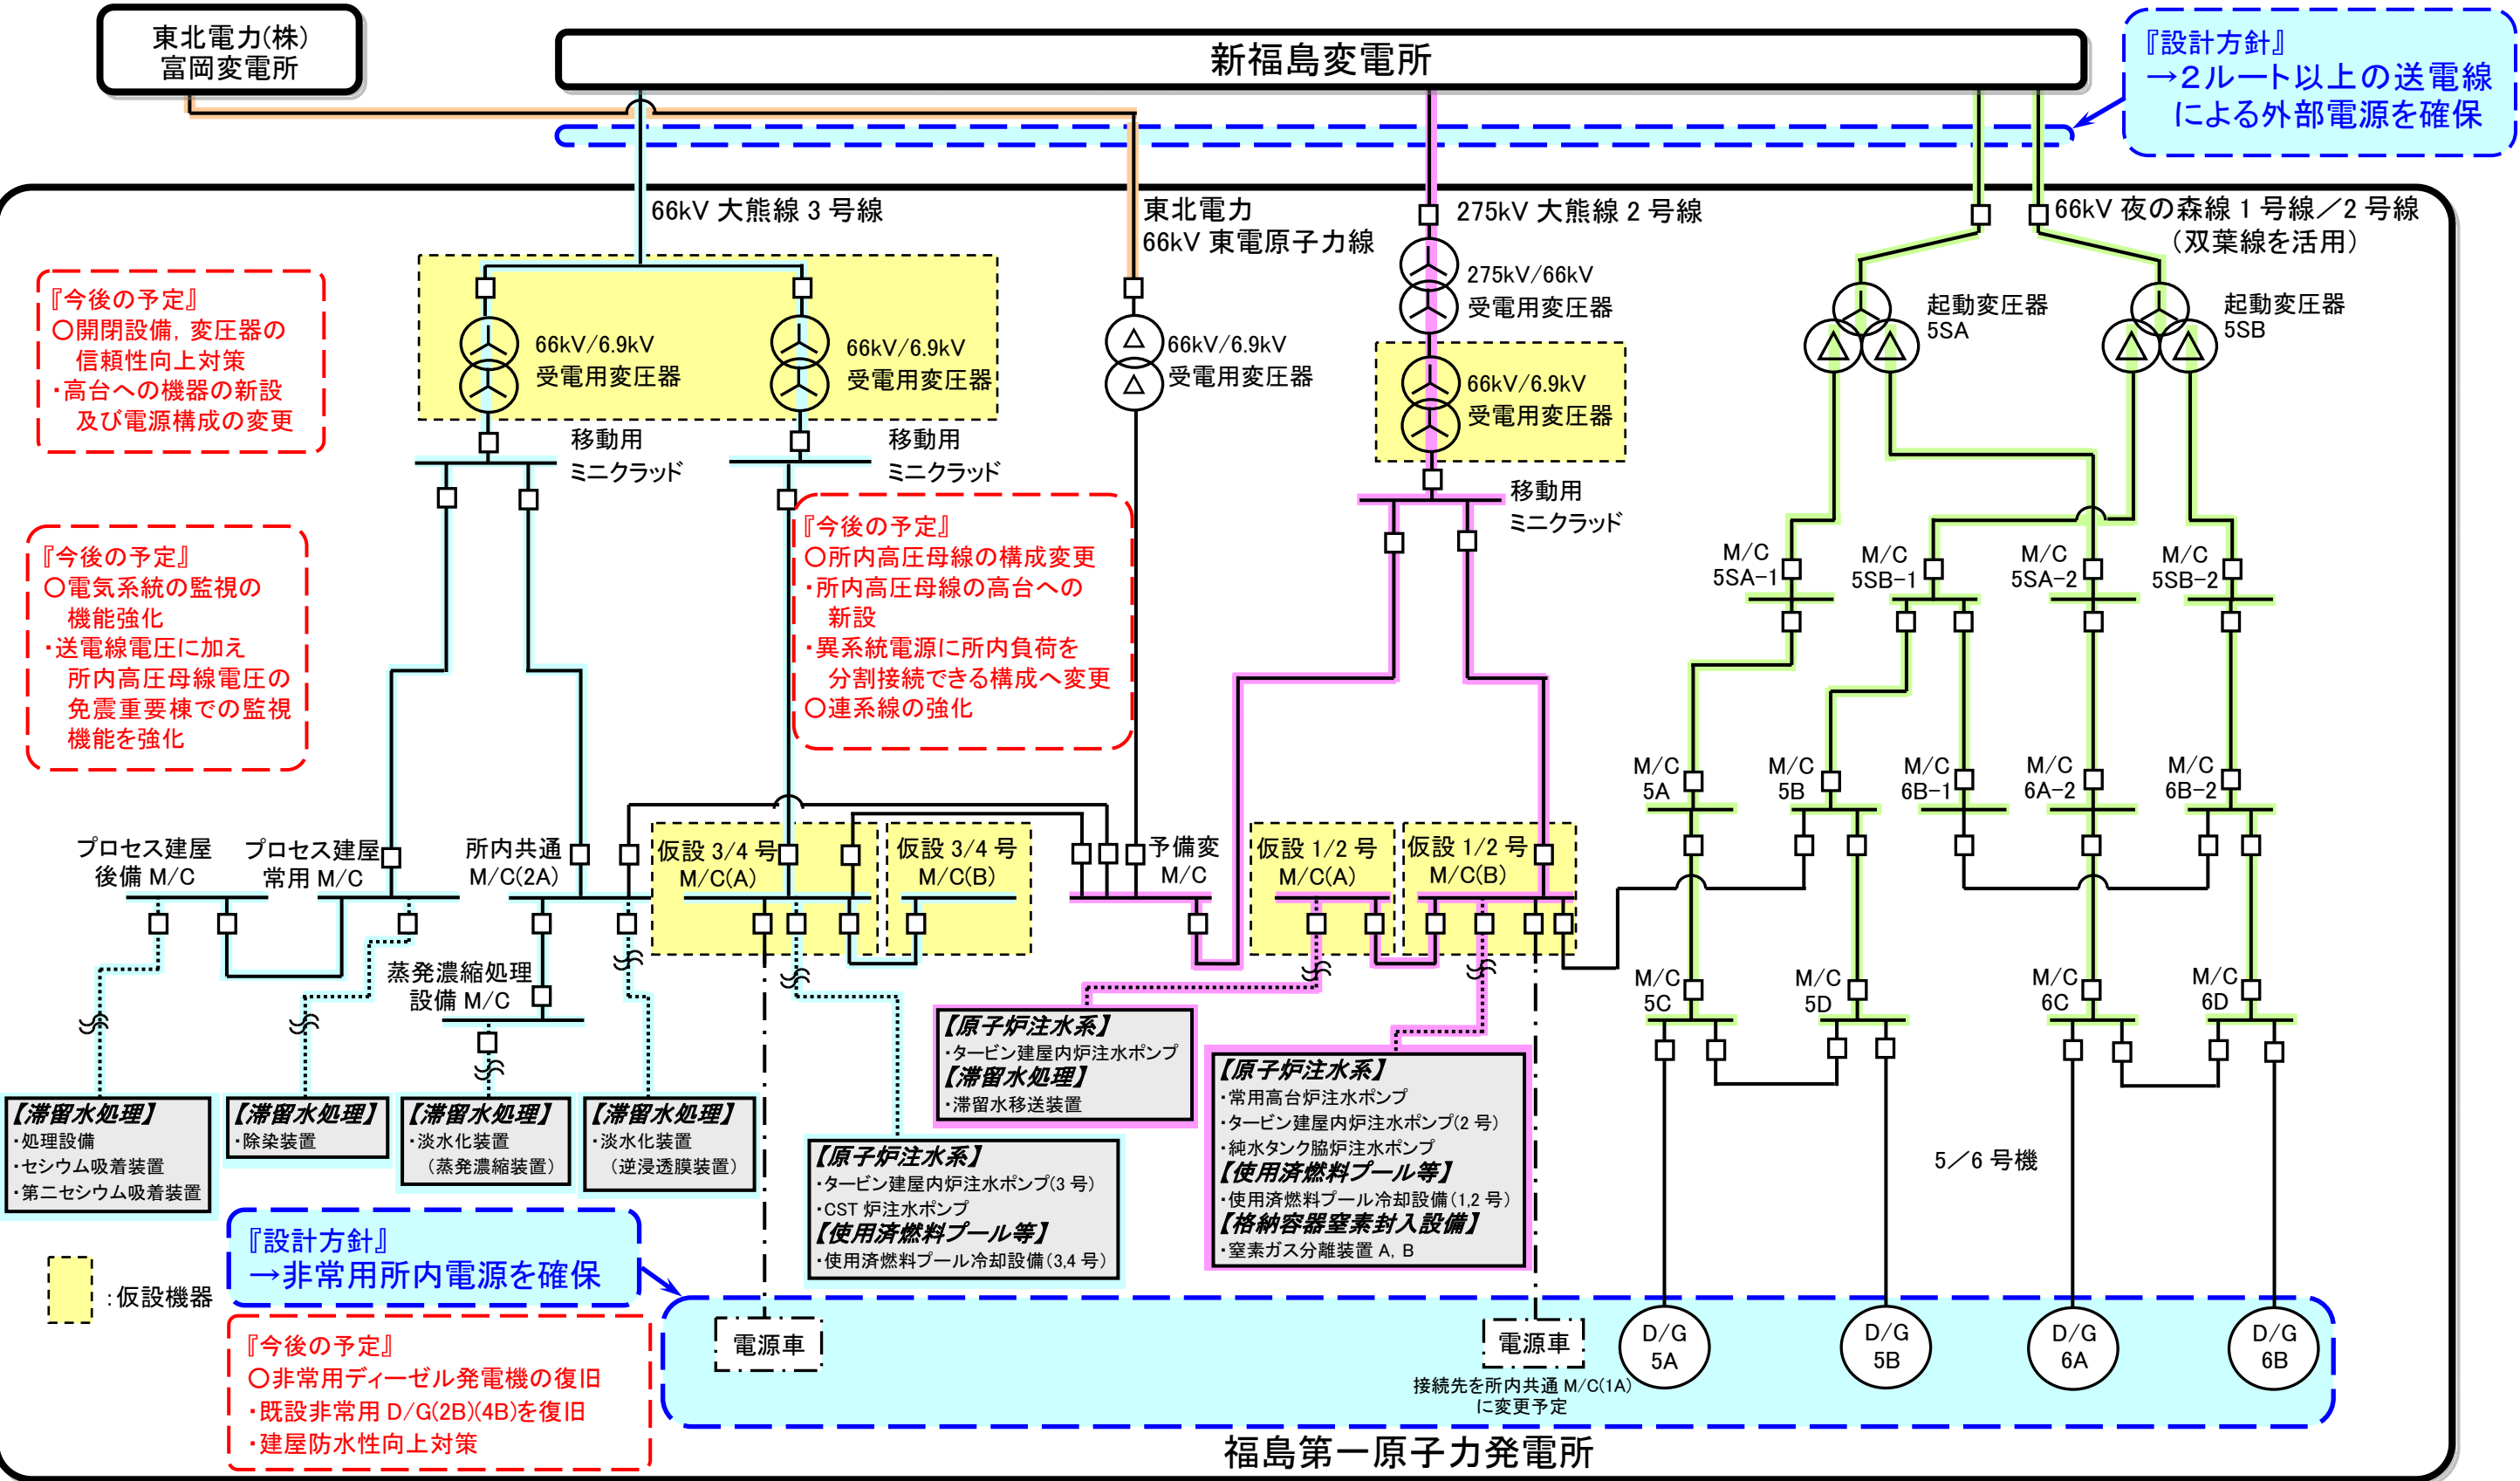 東北電力(株)
富岡変電所
新福島変電所
『設計方針』
→2ルート以上の送電線
による外部電源を確保
66kV 大熊線 3 号線
東北電力
66kV 東電原子力線
275kV 大熊線 2 号線
66kV 夜の森線 1 号線／2 号線
（双葉線を活用）
『今後の予定』
○開閉設備, 変圧器の
信頼性向上対策
・高台への機器の新設
及び電源構成の変更
66kV/6.9kV
受電用変圧器
66kV/6.9kV
受電用変圧器
66kV/6.9kV
受電用変圧器
275kV/66kV
受電用変圧器
66kV/6.9kV
受電用変圧器
起動変圧器
5SA
起動変圧器
5SB
移動用
ミニクラッド
移動用
ミニクラッド
移動用
ミニクラッド
『今後の予定』
○電気系統の監視の
機能強化
・送電線電圧に加え
所内高圧母線電圧の
免震重要棟での監視
機能を強化
『今後の予定』
○所内高圧母線の構成変更
・所内高圧母線の高台への
新設
・異系統電源に所内負荷を
分割接続できる構成へ変更
○連系線の強化
M/C
5SA-1
M/C
5SB-1
M/C
5SA-2
M/C
5SB-2
M/C
5A
M/C
5B
M/C
6B-1
M/C
6A-2
M/C
6B-2
プロセス建屋
後備 M/C
プロセス建屋
常用 M/C
所内共通
M/C(2A)
仮設 3/4 号
M/C(A)
仮設 3/4 号
M/C(B)
予備変
M/C
仮設 1/2 号
M/C(A)
仮設 1/2 号
M/C(B)
蒸発濃縮処理
設備 M/C
M/C
5C
M/C
5D
M/C
6C
M/C
6D
【滞留水処理】
・処理設備
・セシウム吸着装置
・第二セシウム吸着装置
【滞留水処理】
・除染装置
【滞留水処理】
・淡水化装置
（蒸発濃縮装置）
【滞留水処理】
・淡水化装置
（逆浸透膜装置）
【原子炉注水系】
・タービン建屋内炉注水ポンプ(3 号)
・CST 炉注水ポンプ
【使用済燃料プール等】
・使用済燃料プール冷却設備(3,4 号)
【原子炉注水系】
・タービン建屋内炉注水ポンプ
【滞留水処理】
・滞留水移送装置
【原子炉注水系】
・常用高台炉注水ポンプ
・タービン建屋内炉注水ポンプ(2 号)
・純水タンク脇炉注水ポンプ
【使用済燃料プール等】
・使用済燃料プール冷却設備(1,2 号)
【格納容器窒素封入設備】
・窒素ガス分離装置 A, B
5／6 号機
:仮設機器
『設計方針』
→非常用所内電源を確保
『今後の予定』
○非常用ディーゼル発電機の復旧
・既設非常用 D/G(2B)(4B)を復旧
・建屋防水性向上対策
電源車
電源車
接続先を所内共通 M/C(1A)
に変更予定
D/G
5A
D/G
5B
D/G
6A
D/G
6B
福島第一原子力発電所